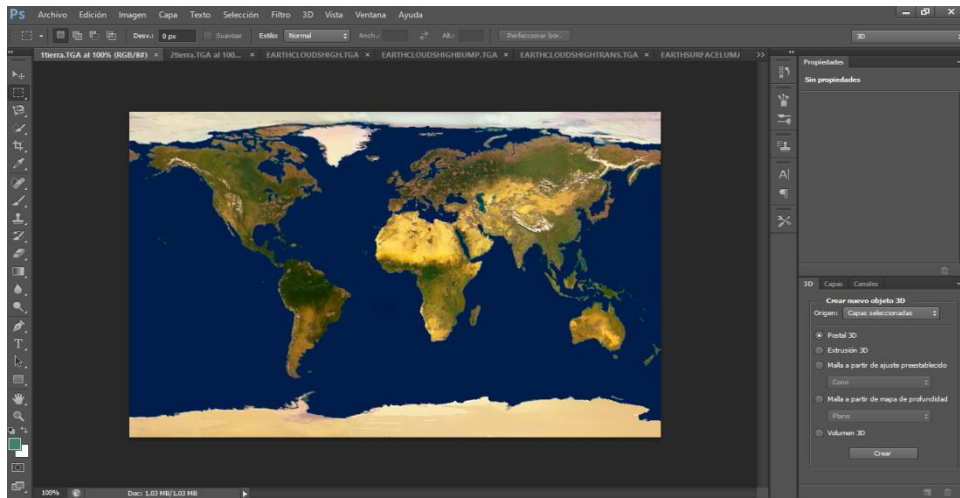 Ps Archivo Edición Imagen Capa Texto Selección Filtro 3D Vista Ventana Ayuda
Desv.: 0 px Suavizar Estilo: Normal Anch.: Alt.: Perfeccionar bor. 3D
1tierra.TGA al 100% (RGB/8#) × 2tierra.TGA al 100... × EARTHCLOUDSHIGH.TGA × EARTHCLOUDSHIGHBUMP.TGA × EARTHCLOUDSHIGHTRANS.TGA × EARTHSURFACELUMA >>
Propiedades
Sin propiedades
3D Capas Canales
Crear nuevo objeto 3D
Origen: Capas seleccionadas
Postal 3D
Extrusión 3D
Malla a partir de ajuste preestablecido
Cono
Malla a partir de mapa de profundidad
Plano
Volumen 3D
Crear
100% Doc: 1,03 MB/1,03 MB